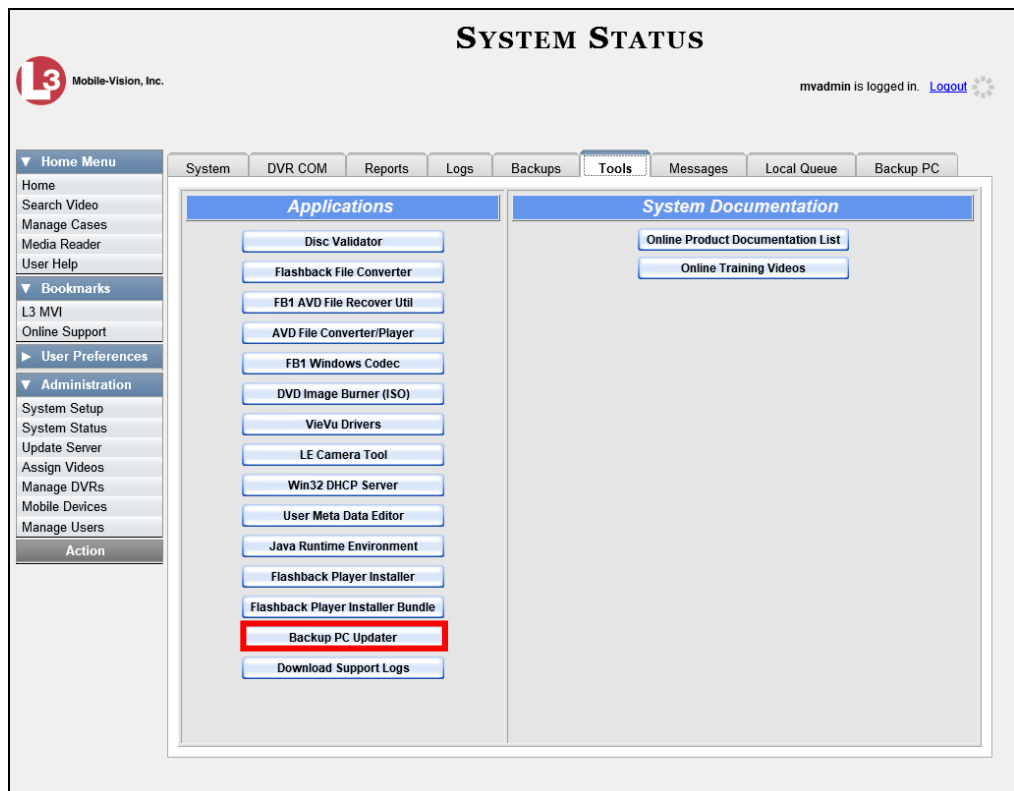 SYSTEM STATUS
L3 Mobile-Vision, Inc.
mvadmin is logged in. Logout
Home Menu
Home
Search Video
Manage Cases
Media Reader
User Help
Bookmarks
L3 MVI
Online Support
User Preferences
Administration
System Setup
System Status
Update Server
Assign Videos
Manage DVRs
Mobile Devices
Manage Users
Action
System DVR COM Reports Logs Backups Tools Messages Local Queue Backup PC
Applications
Disc Validator
Flashback File Converter
FB1 AVD File Recover Util
AVD File Converter/Player
FB1 Windows Codec
DVD Image Burner (ISO)
VieVu Drivers
LE Camera Tool
Win32 DHCP Server
User Meta Data Editor
Java Runtime Environment
Flashback Player Installer
Flashback Player Installer Bundle
Backup PC Updater
Download Support Logs
System Documentation
Online Product Documentation List
Online Training Videos